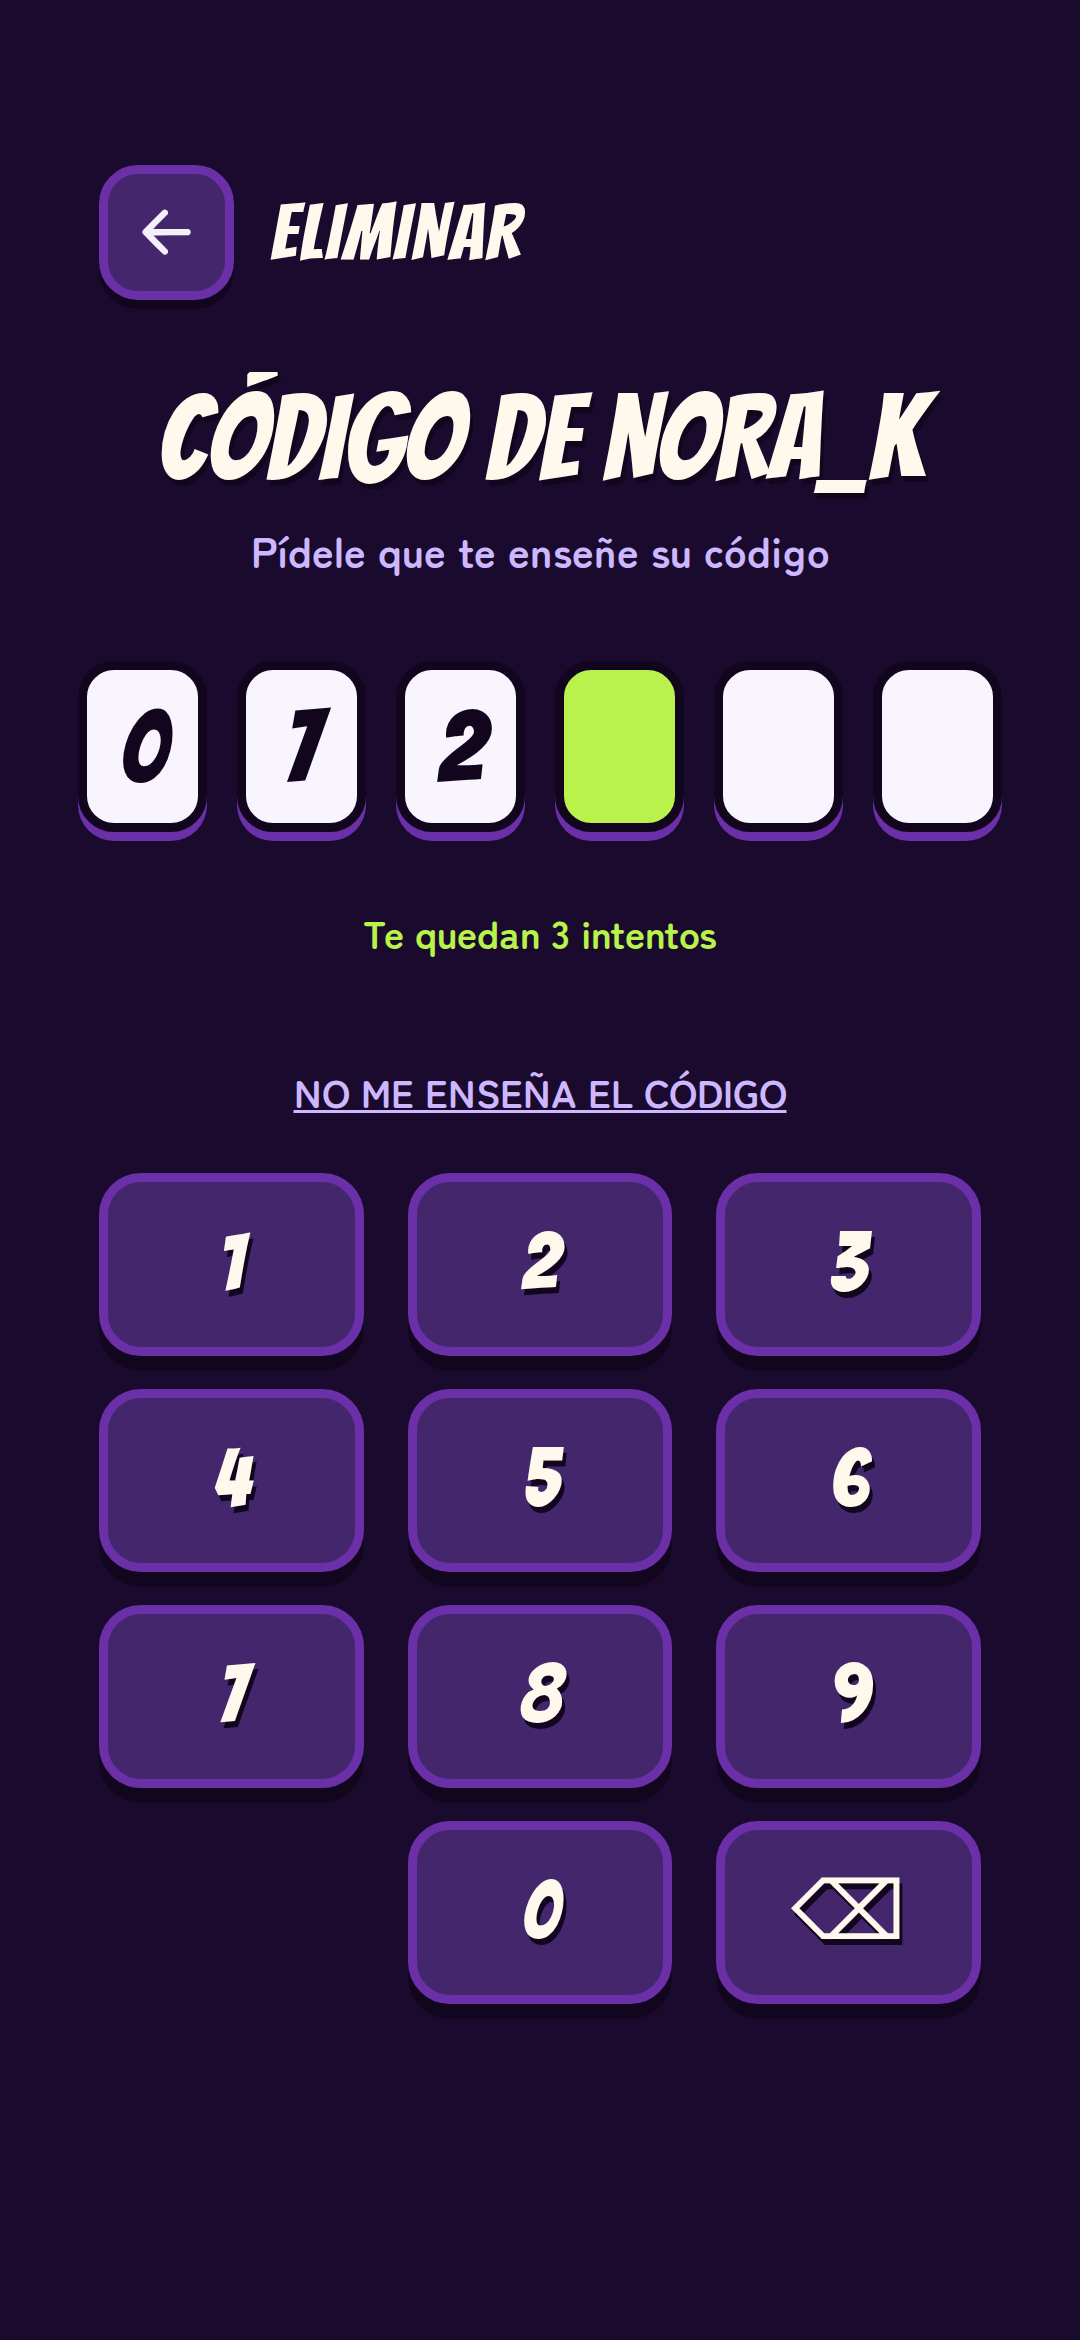 ELIMINAR
CÓDIGO DE NORA_K
Pídele que te enseñe su código
0 7 2
Te quedan 3 intentos
NO ME ENSEÑA EL CÓDIGO
1 2 3
4 5 6
7 8 9
0